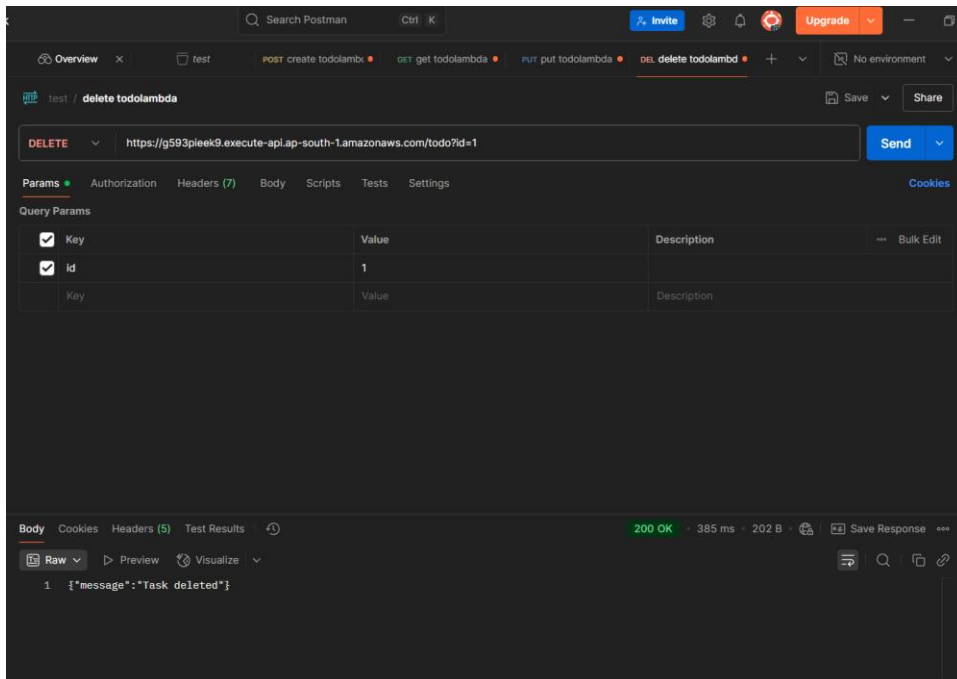 Search Postman Ctrl K Invite Upgrade
Overview test POST create todolambc GET get todolambda PUT put todolambda DEL delete todolambd No environment
HTTP test / delete todolambda Save Share
DELETE https://g593pieek9.execute-api.ap-south-1.amazonaws.com/todo?id=1 Send
Params Authorization Headers (7) Body Scripts Tests Settings Cookies
Query Params
Key Value Description Bulk Edit
id 1
Key Value Description
Body Cookies Headers (5) Test Results 200 OK 385 ms 202 B Save Response
Raw Preview Visualize
1 {"message":"Task deleted"}